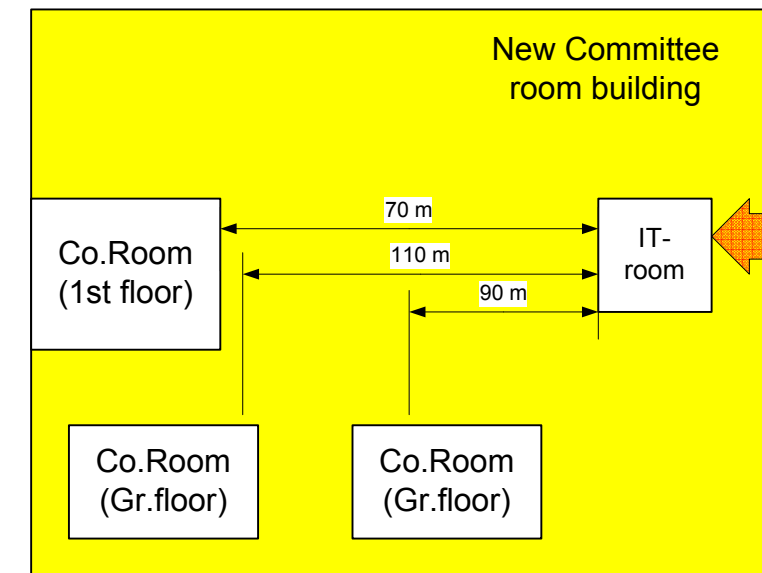 New Committee
room building
70 m
Co.Room
(1st floor)
IT-
room
110 m
90 m
Co.Room
(Gr.floor)
Co.Room
(Gr.floor)